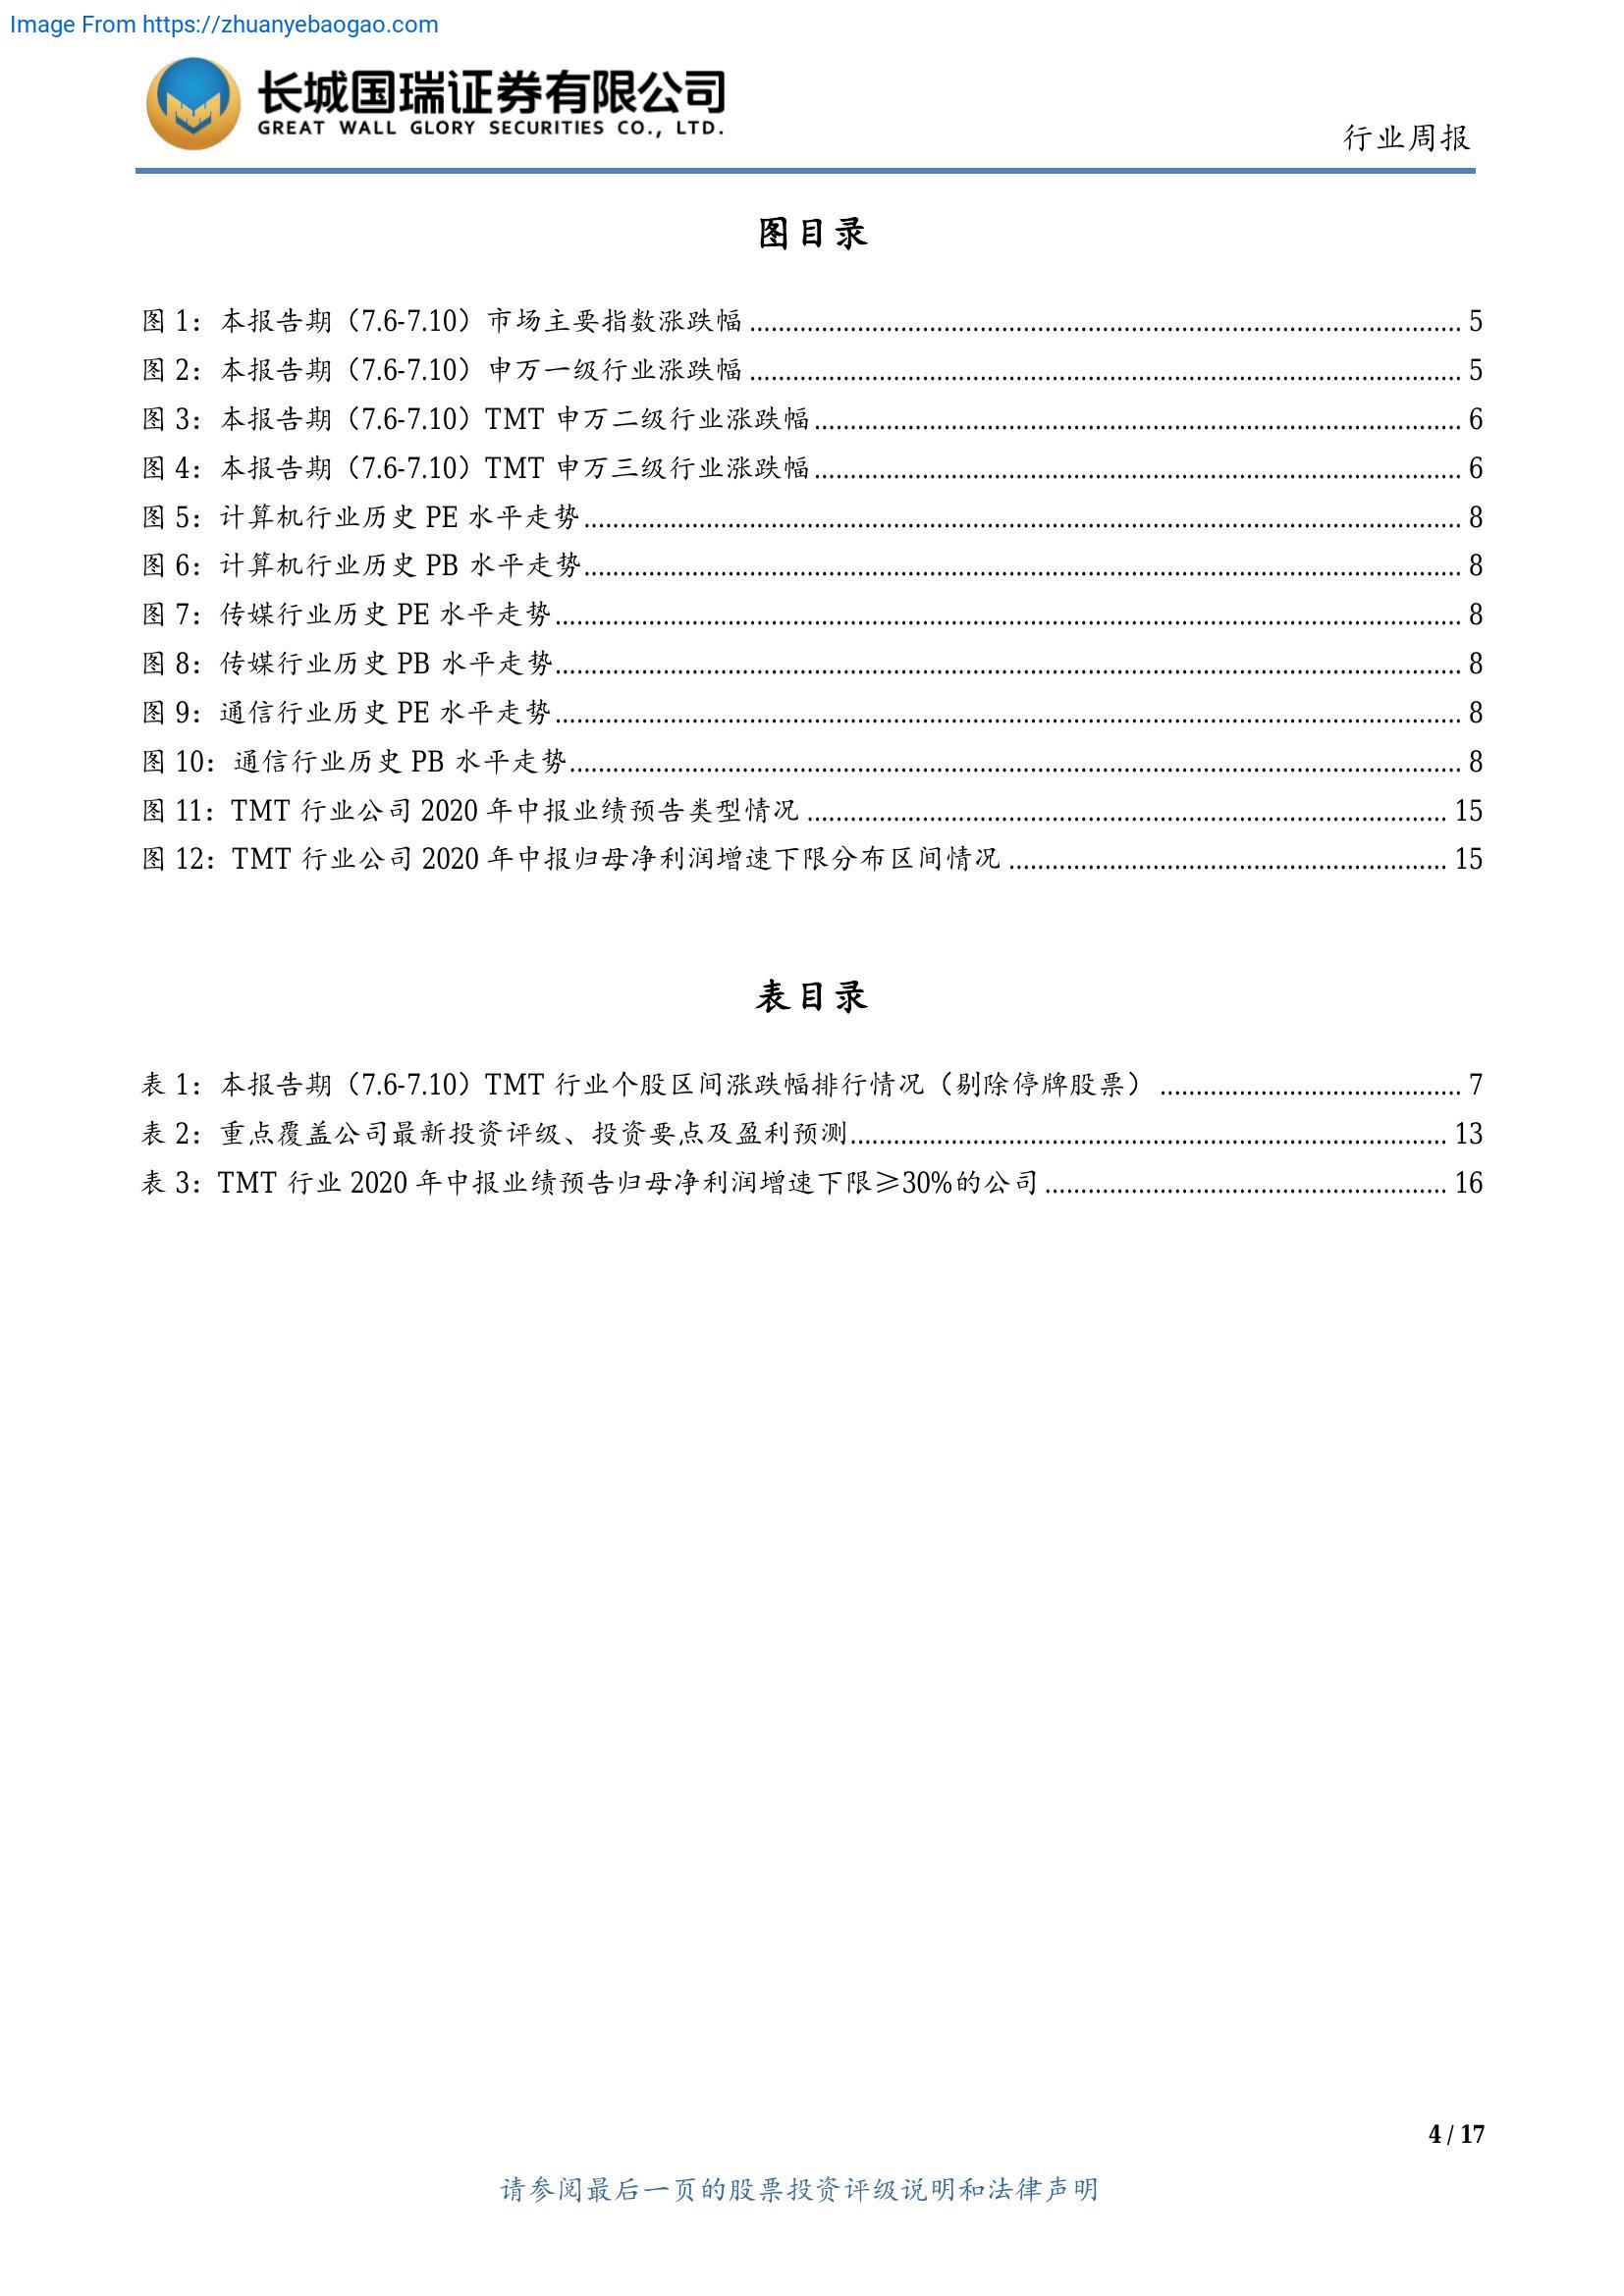 Image From https://zhuanyebaogao.com
长城国瑞证券有限公司
GREAT WALL GLORY SECURITIES CO., LTD.
行业周报
图目录
图 1：本报告期（7.6-7.10）市场主要指数涨跌幅 5
图 2：本报告期（7.6-7.10）申万一级行业涨跌幅 5
图 3：本报告期（7.6-7.10）TMT 申万二级行业涨跌幅 6
图 4：本报告期（7.6-7.10）TMT 申万三级行业涨跌幅 6
图 5：计算机行业历史 PE 水平走势 8
图 6：计算机行业历史 PB 水平走势 8
图 7：传媒行业历史 PE 水平走势 8
图 8：传媒行业历史 PB 水平走势 8
图 9：通信行业历史 PE 水平走势 8
图 10：通信行业历史 PB 水平走势 8
图 11：TMT 行业公司 2020 年中报业绩预告类型情况 15
图 12：TMT 行业公司 2020 年中报归母净利润增速下限分布区间情况 15
表目录
表 1：本报告期（7.6-7.10）TMT 行业个股区间涨跌幅排行情况（剔除停牌股票） 7
表 2：重点覆盖公司最新投资评级、投资要点及盈利预测 13
表 3：TMT 行业 2020 年中报业绩预告归母净利润增速下限≥30%的公司 16
4 / 17
请参阅最后一页的股票投资评级说明和法律声明